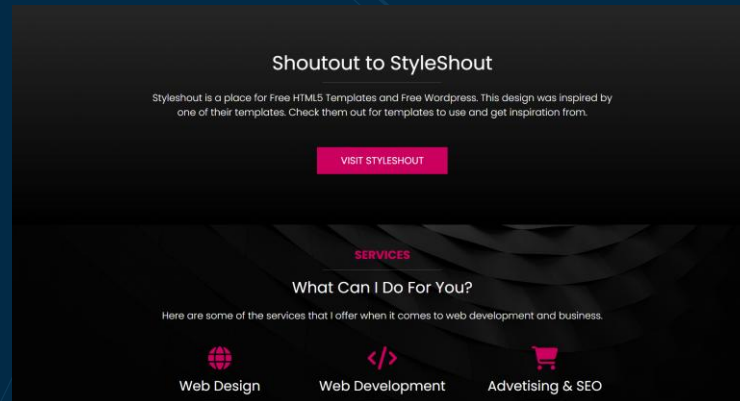 Shoutout to StyleShout
Styleshout is a place for Free HTML5 Templates and Free Wordpress. This design was inspired by
one of their templates. Check them out for templates to use and get inspiration from.
VISIT STYLESHOUT
SERVICES
What Can I Do For You?
Here are some of the services that I offer when it comes to web development and business.
Web Design
Web Development
Advetising & SEO